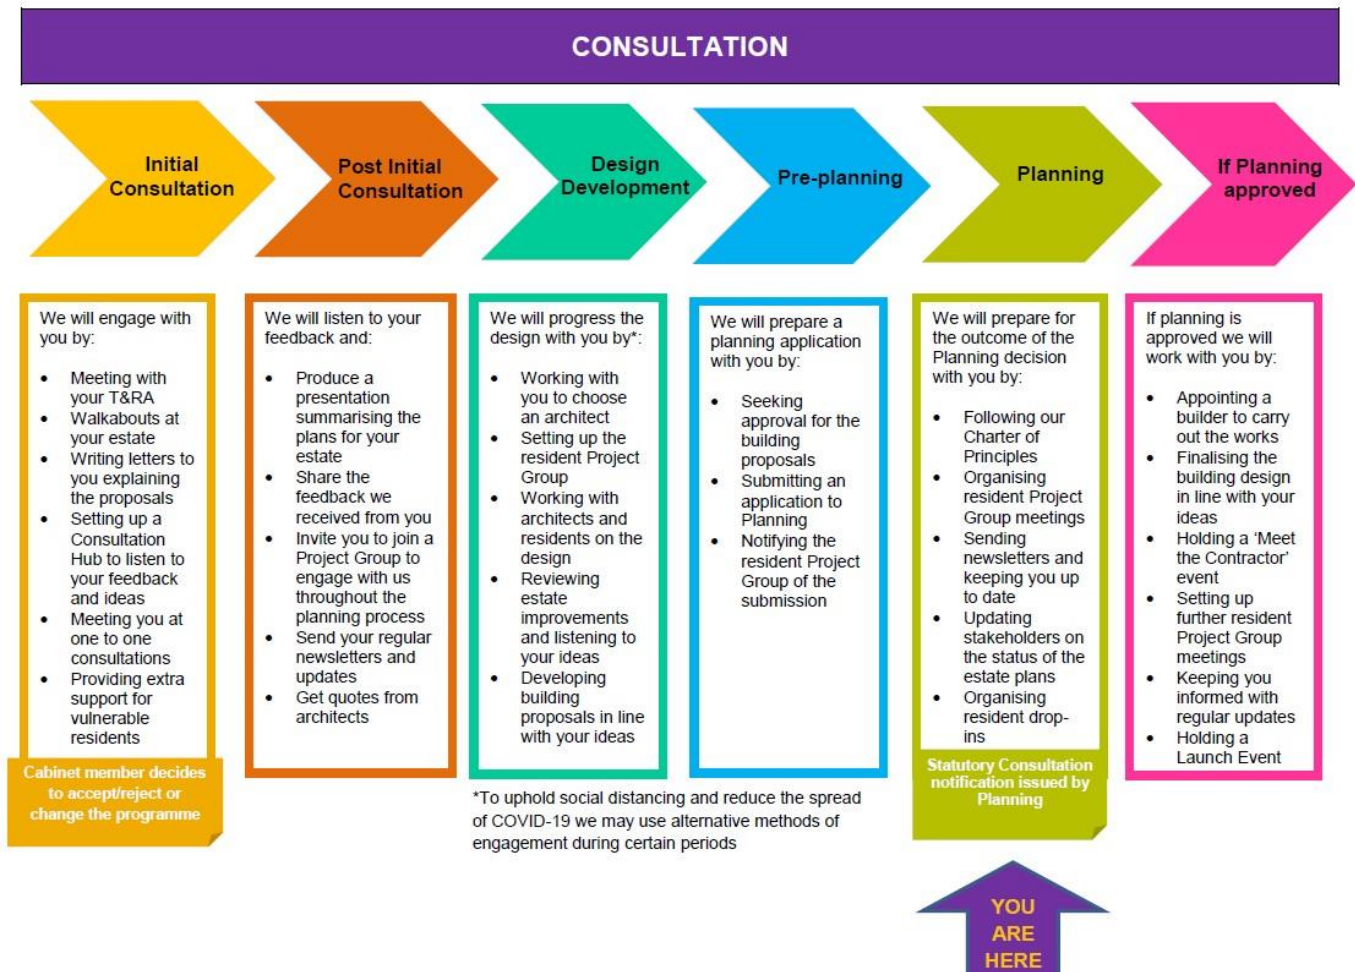 CONSULTATION
Initial
Consultation
Post Initial
Consultation
Design
Development
Pre-planning
Planning
If Planning
approved
We will engage with
you by:
• Meeting with
your T&RA
• Walkabouts at
your estate
• Writing letters to
you explaining
the proposals
• Setting up a
Consultation
Hub to listen to
your feedback
and ideas
• Meeting you at
one to one
consultations
• Providing extra
support for
vulnerable
residents
Cabinet member decides
to accept/reject or
change the programme
We will listen to your
feedback and:
• Produce a
presentation
summarising the
plans for your
estate
• Share the
feedback we
received from you
• Invite you to join a
Project Group to
engage with us
throughout the
planning process
• Send your regular
newsletters and
updates
• Get quotes from
architects
We will progress the
design with you by*:
• Working with
you to choose
an architect
• Setting up the
resident Project
Group
• Working with
architects and
residents on the
design
• Reviewing
estate
improvements
and listening to
your ideas
• Developing
building
proposals in line
with your ideas
*To uphold social distancing and reduce the spread
of COVID-19 we may use alternative methods of
engagement during certain periods
We will prepare a
planning application
with you by:
• Seeking
approval for the
building
proposals
• Submitting an
application to
Planning
• Notifying the
resident Project
Group of the
submission
We will prepare for
the outcome of the
Planning decision
with you by:
• Following our
Charter of
Principles
• Organising
resident Project
Group meetings
• Sending
newsletters and
keeping you up
to date
• Updating
stakeholders on
the status of the
estate plans
• Organising
resident drop-
ins
Statutory Consultation
notification issued by
Planning
YOU
ARE
HERE
If planning is
approved we will
work with you by:
• Appointing a
builder to carry
out the works
• Finalising the
building design
in line with your
ideas
• Holding a ‘Meet
the Contractor’
event
• Setting up
further resident
Project Group
meetings
• Keeping you
informed with
regular updates
• Holding a
Launch Event